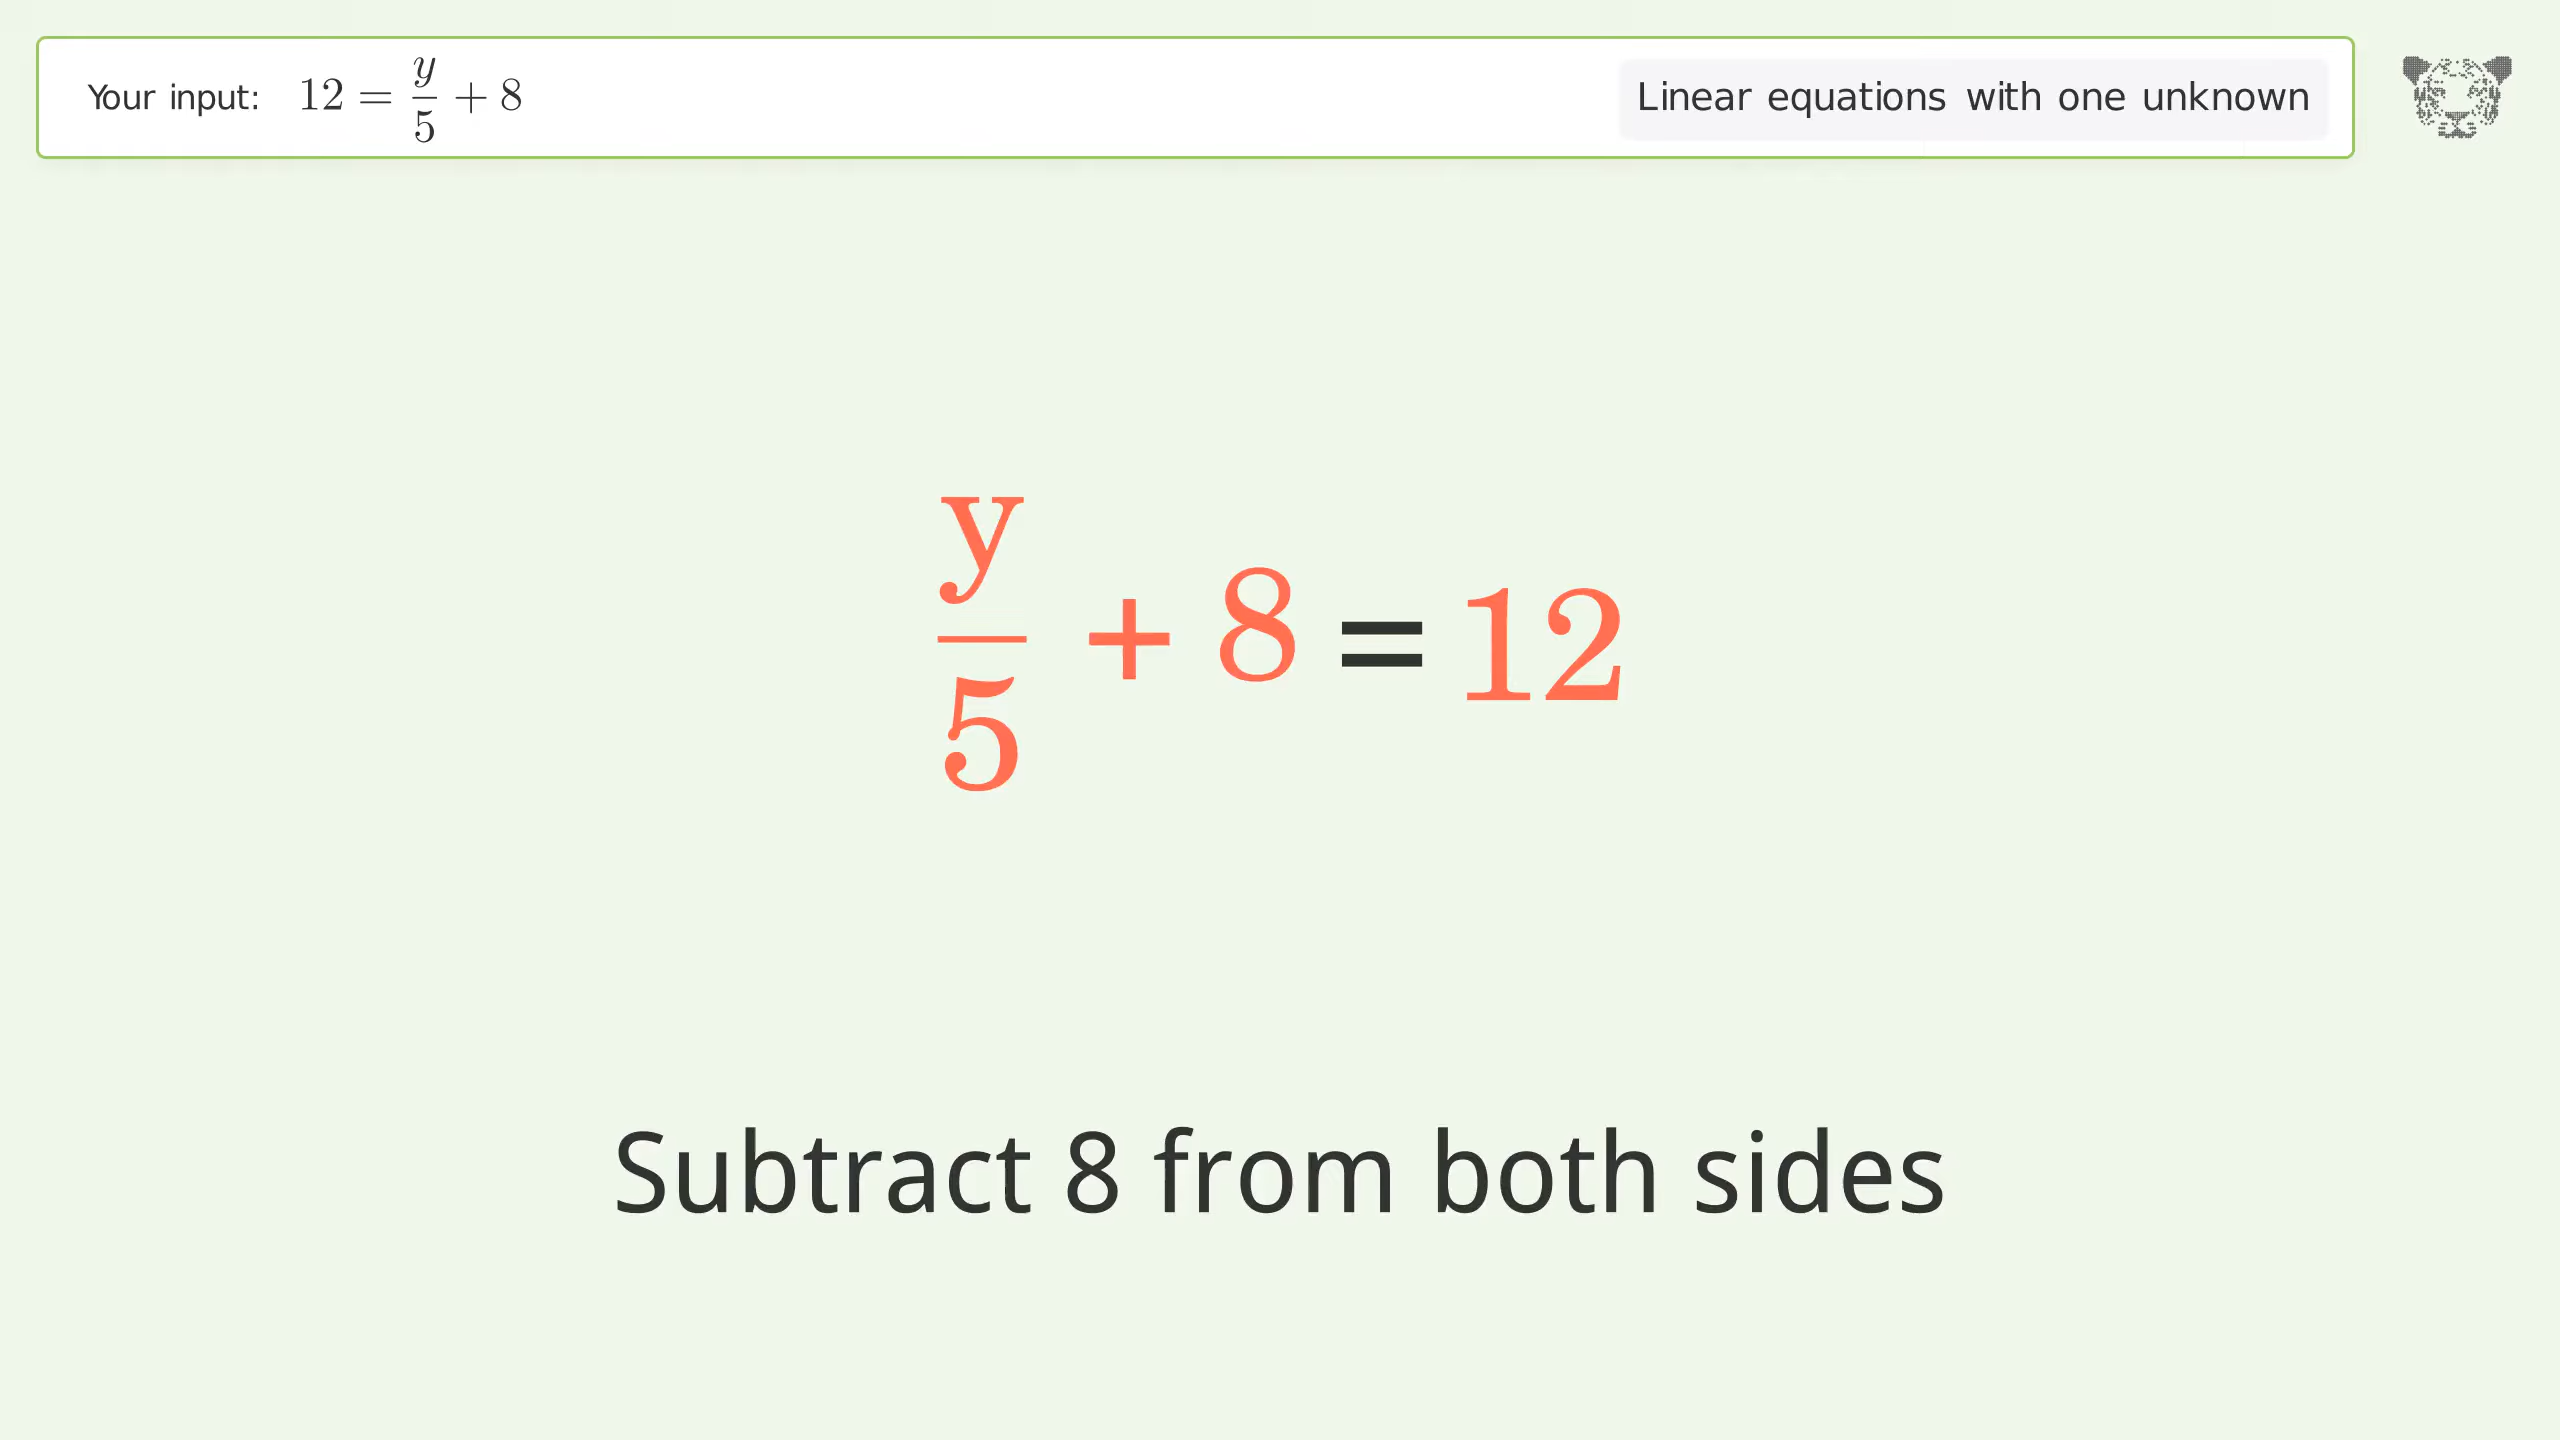 Your input: 12 = y/5 + 8
Linear equations with one unknown
y/5 + 8 = 12
Subtract 8 from both sides